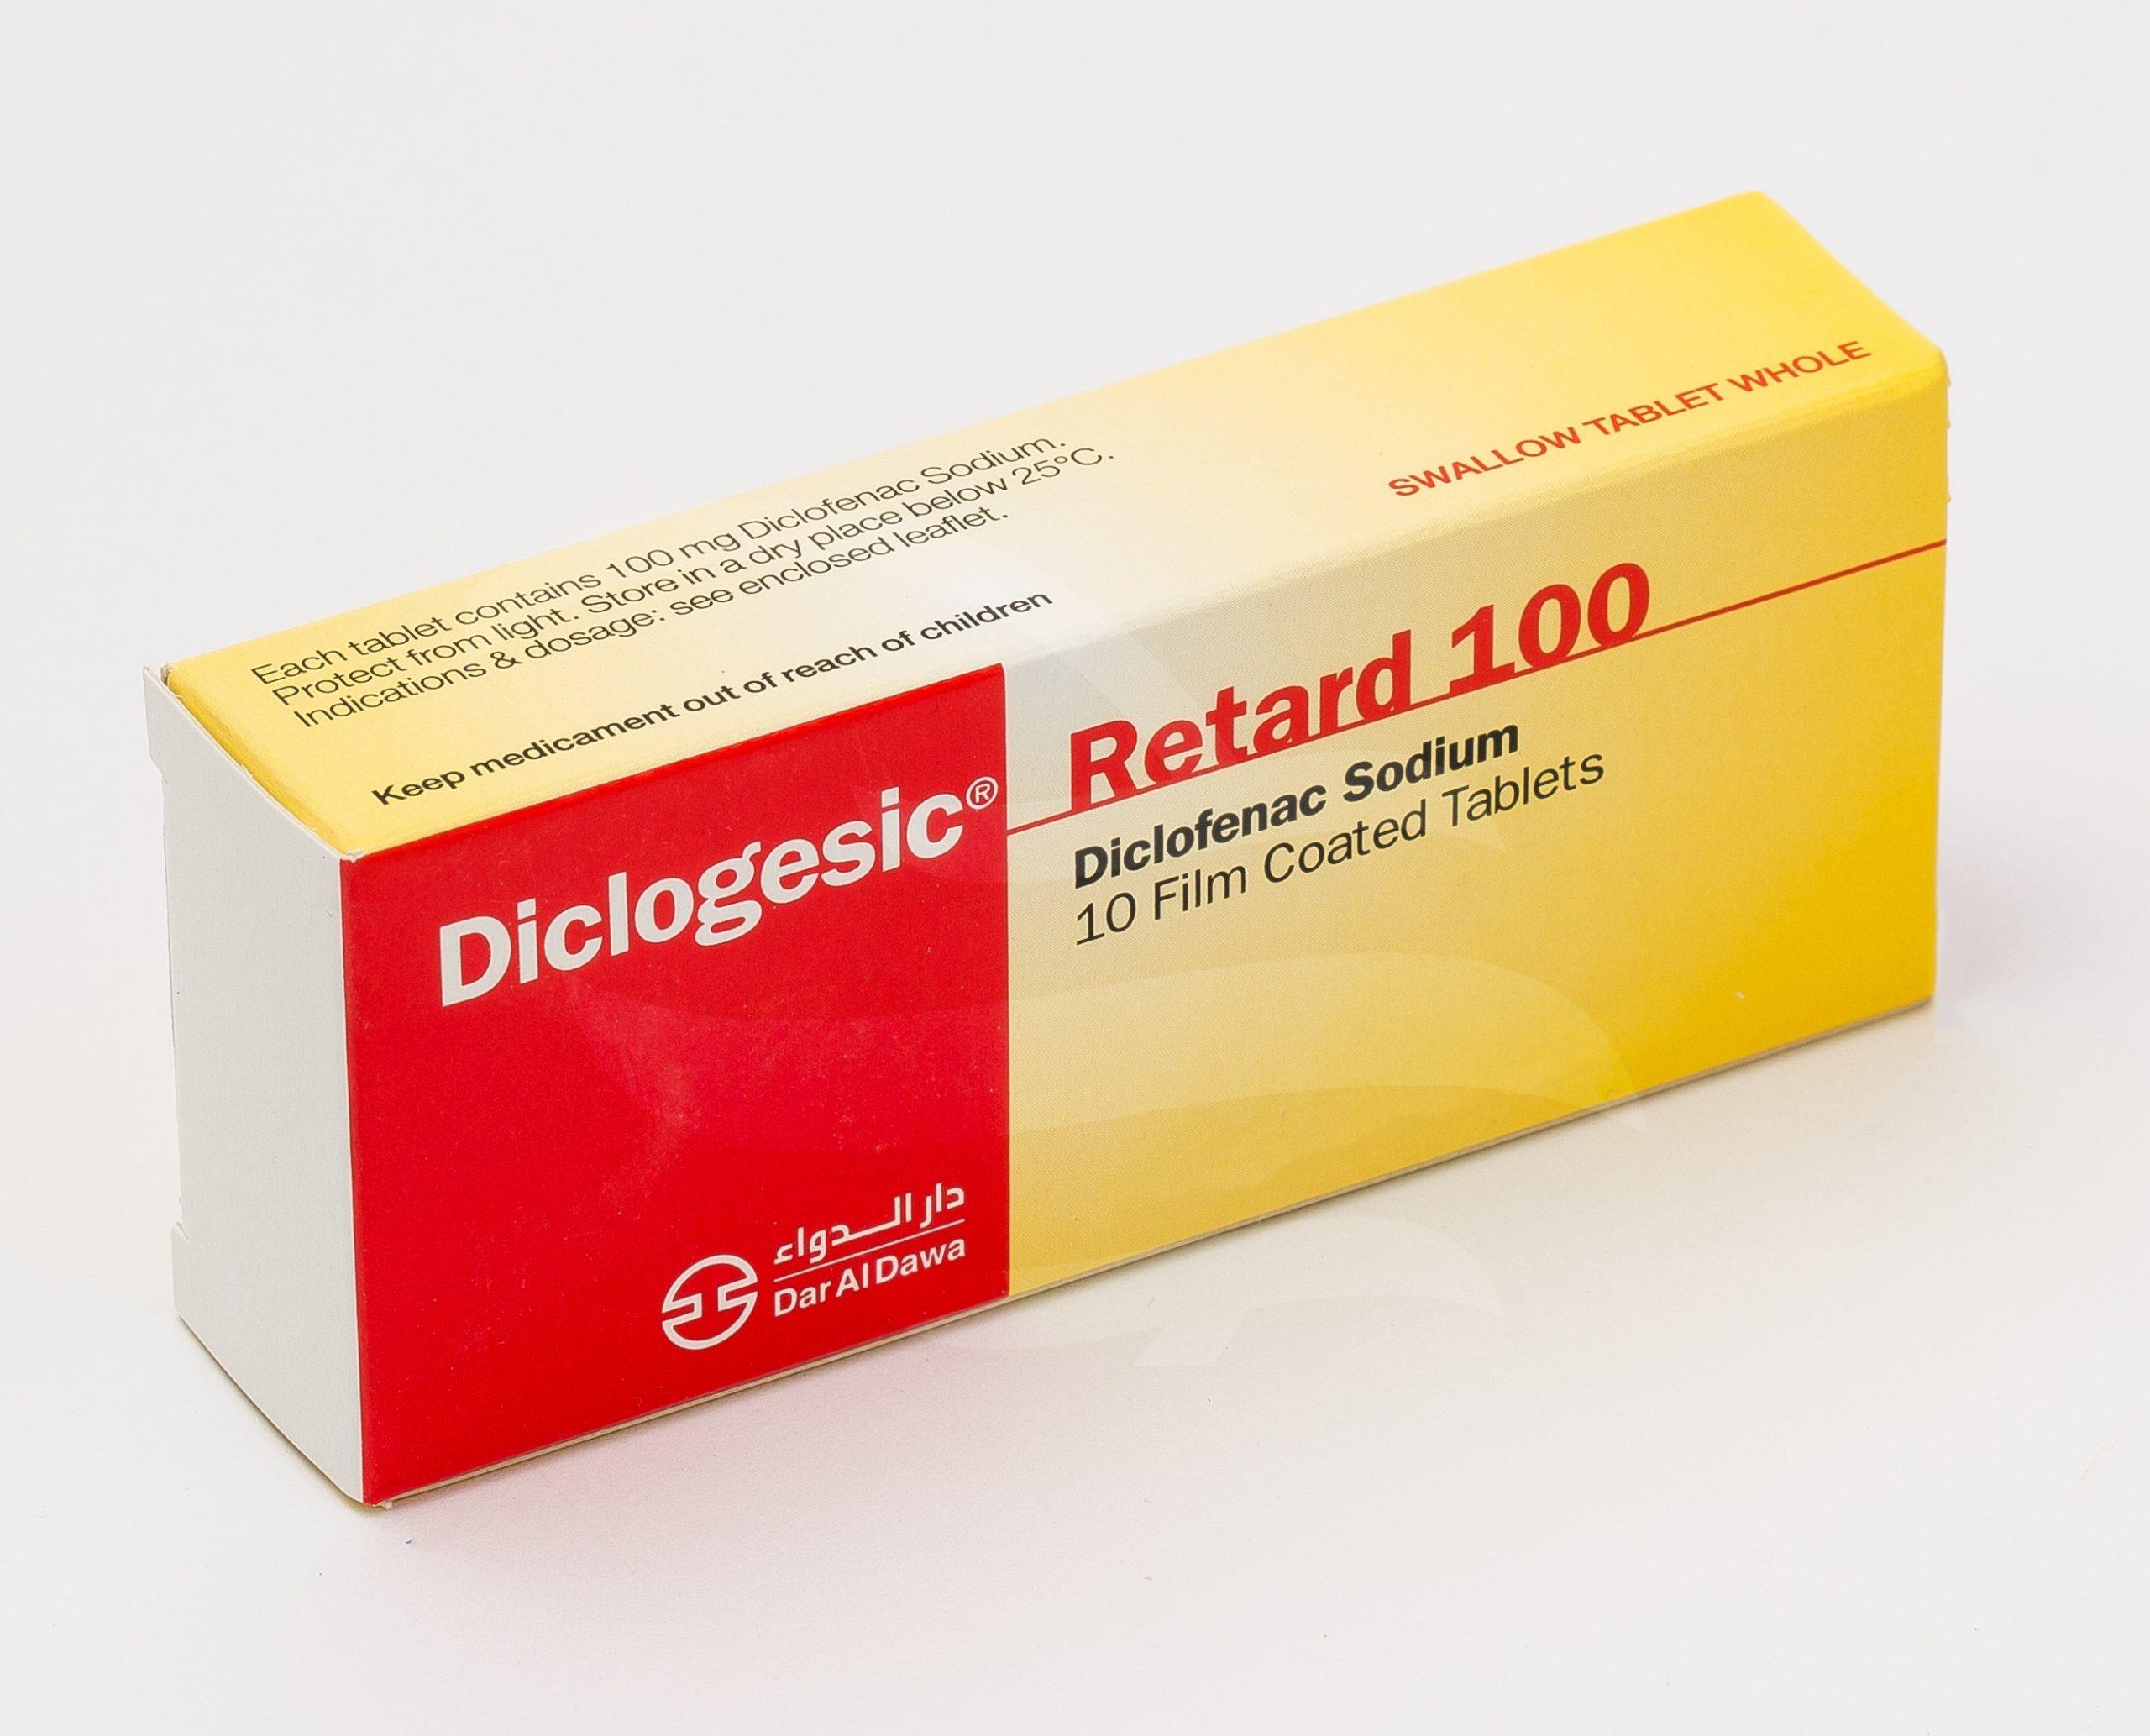 Each tablet contains 100 mg Diclofenac Sodium.
Protect from light. Store in a dry place below 25°C.
Indications & dosage: see enclosed leaflet.
Keep medicament out of reach of children
SWALLOW TABLET WHOLE
Diclogesic®
Retard 100
Diclofenac Sodium
10 Film Coated Tablets
دار الـدواء
Dar Al Dawa